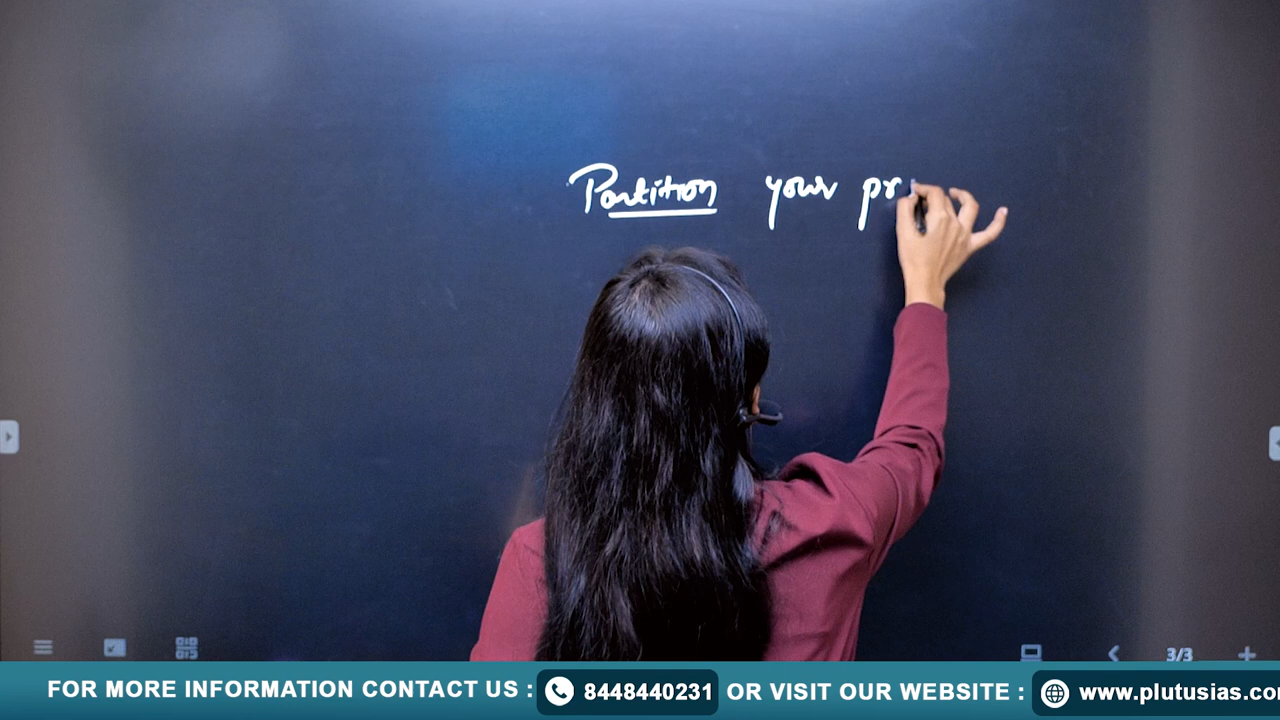 Partition your pr
3/3
FOR MORE INFORMATION CONTACT US : 8448440231 OR VISIT OUR WEBSITE : www.plutusias.co